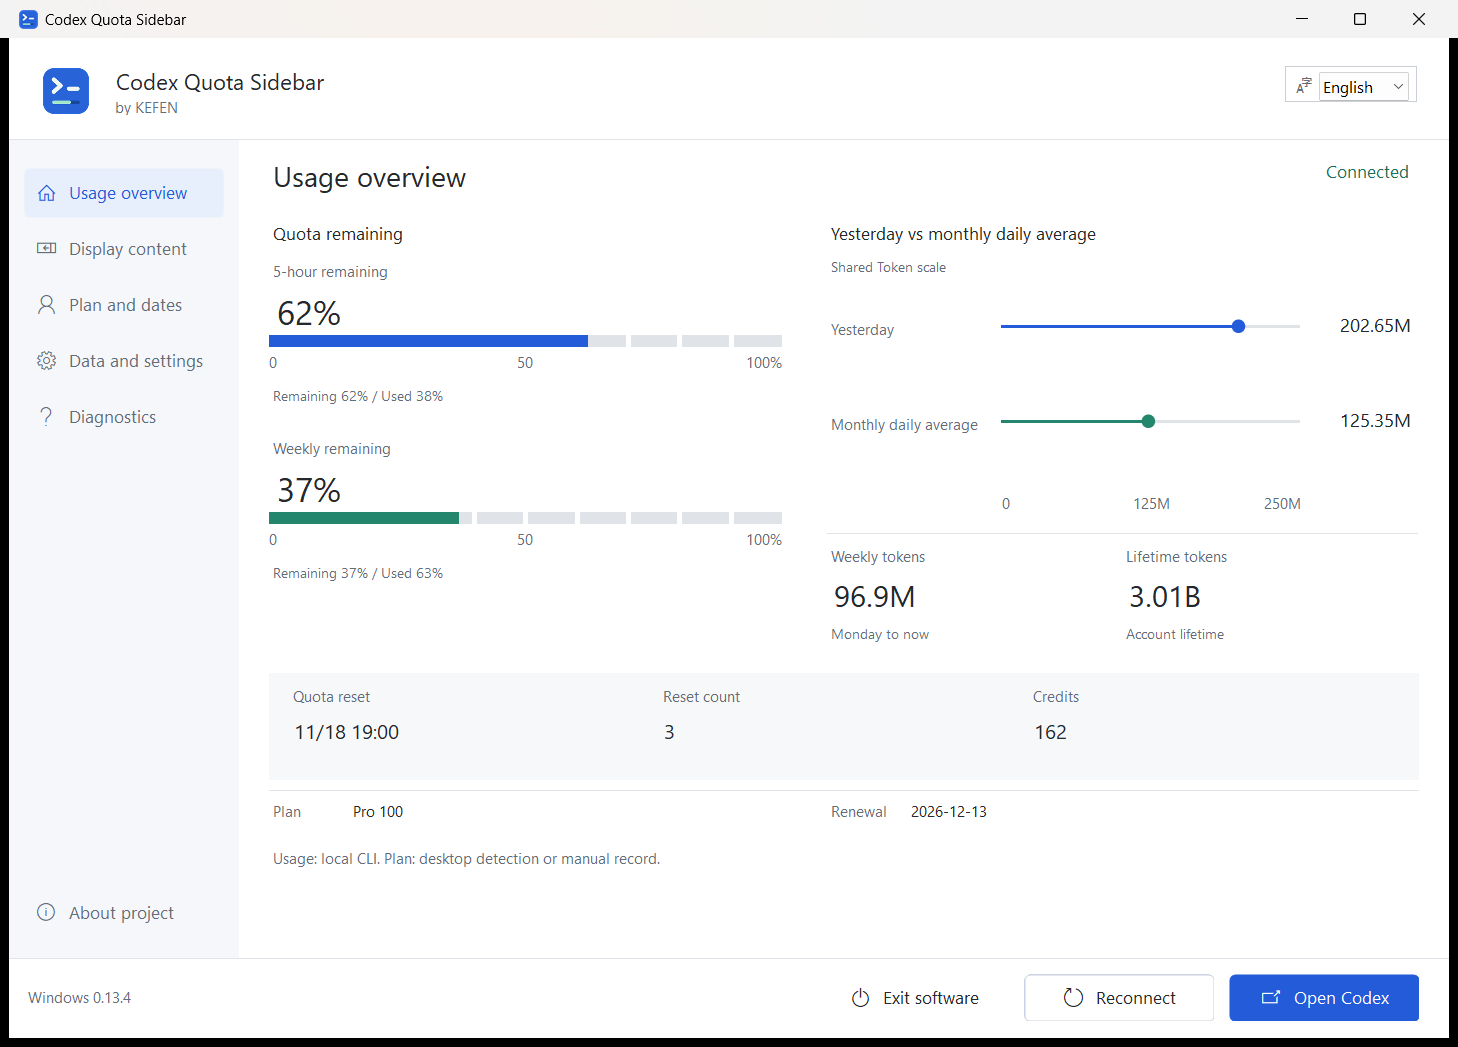 Codex Quota Sidebar
Codex Quota Sidebar
by KEFEN
English
Usage overview
Display content
Plan and dates
Data and settings
Diagnostics
About project
Usage overview
Connected
Quota remaining
5-hour remaining
62%
0 50 100%
Remaining 62% / Used 38%
Weekly remaining
37%
0 50 100%
Remaining 37% / Used 63%
Yesterday vs monthly daily average
Shared Token scale
Yesterday 202.65M
Monthly daily average 125.35M
0 125M 250M
Weekly tokens
96.9M
Monday to now
Lifetime tokens
3.01B
Account lifetime
Quota reset
11/18 19:00
Reset count
3
Credits
162
Plan Pro 100
Renewal 2026-12-13
Usage: local CLI. Plan: desktop detection or manual record.
Windows 0.13.4
Exit software
Reconnect
Open Codex